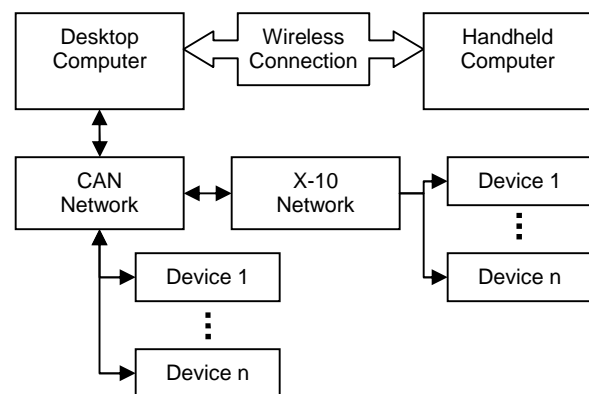 Desktop
Computer
Wireless
Connection
Handheld
Computer
CAN
Network
X-10
Network
Device 1
Device n
Device 1
Device n